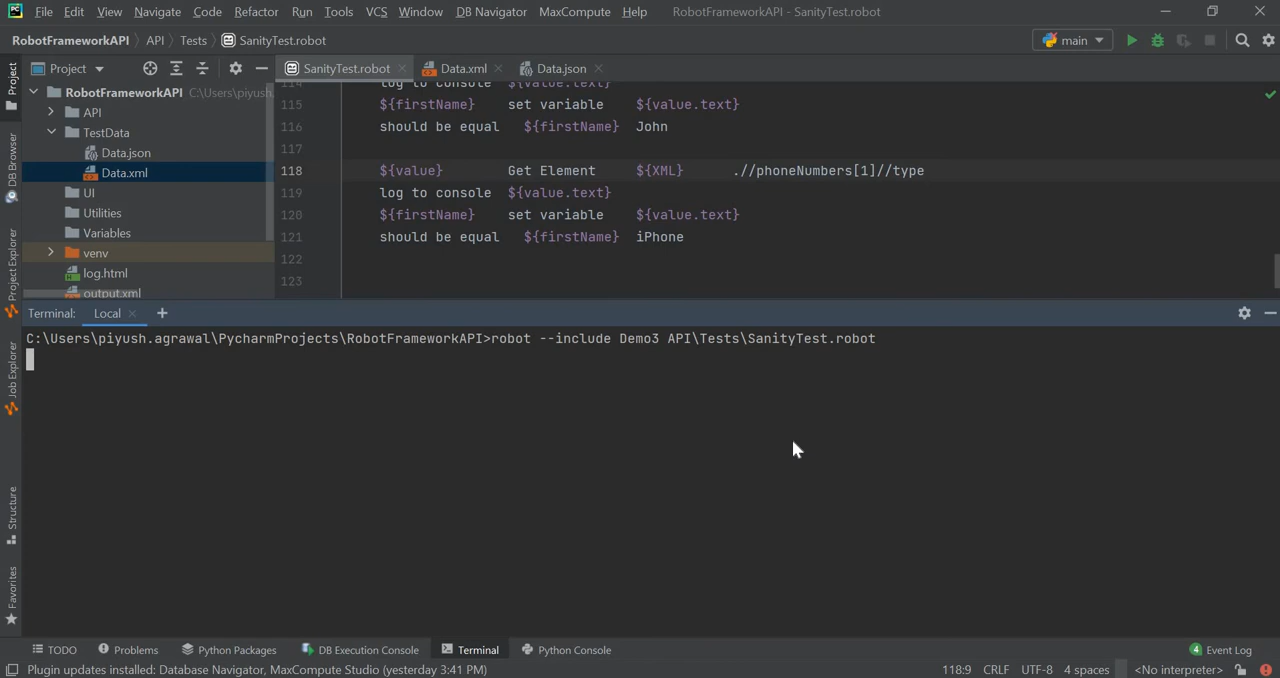 File Edit View Navigate Code Refactor Run Tools VCS Window DB Navigator MaxCompute Help RobotFrameworkAPI - SanityTest.robot
RobotFrameworkAPI API Tests SanityTest.robot main
Project SanityTest.robot Data.xml Data.json
RobotFrameworkAPI C:\Users\piyush.
API
TestData
Data.json
Data.xml
UI
Utilities
Variables
venv
log.html
output.xml
Project
DB Browser
Project Explorer
Job Explorer
Structure
Favorites
114 log to console ${value.text}
115 ${firstName} set variable ${value.text}
116 should be equal ${firstName} John
117
118 ${value} Get Element ${XML} .//phoneNumbers[1]//type
119 log to console ${value.text}
120 ${firstName} set variable ${value.text}
121 should be equal ${firstName} iPhone
122
123
Terminal: Local
C:\Users\piyush.agrawal\PycharmProjects\RobotFrameworkAPI>robot --include Demo3 API\Tests\SanityTest.robot
TODO Problems Python Packages DB Execution Console Terminal Python Console 4 Event Log
Plugin updates installed: Database Navigator, MaxCompute Studio (yesterday 3:41 PM) 118:9 CRLF UTF-8 4 spaces <No interpreter>